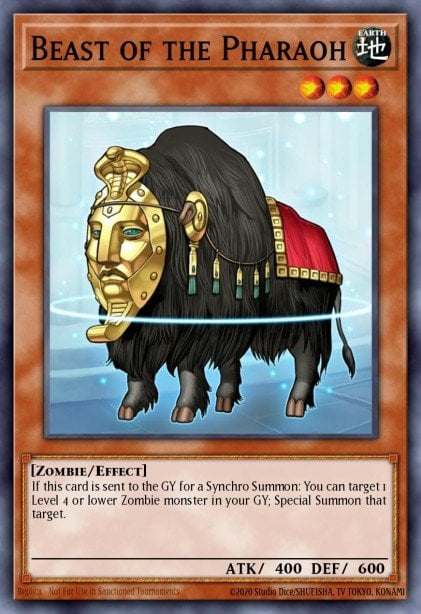 BEAST OF THE PHARAOH
EARTH
地
[ZOMBIE/EFFECT]
If this card is sent to the GY for a Synchro Summon: You can target 1
Level 4 or lower Zombie monster in your GY; Special Summon that
target.
ATK/ 400 DEF/ 600
Replica - Not For Use in Sanctioned Tournaments
©2020 Studio Dice/SHUEISHA, TV TOKYO, KONAMI